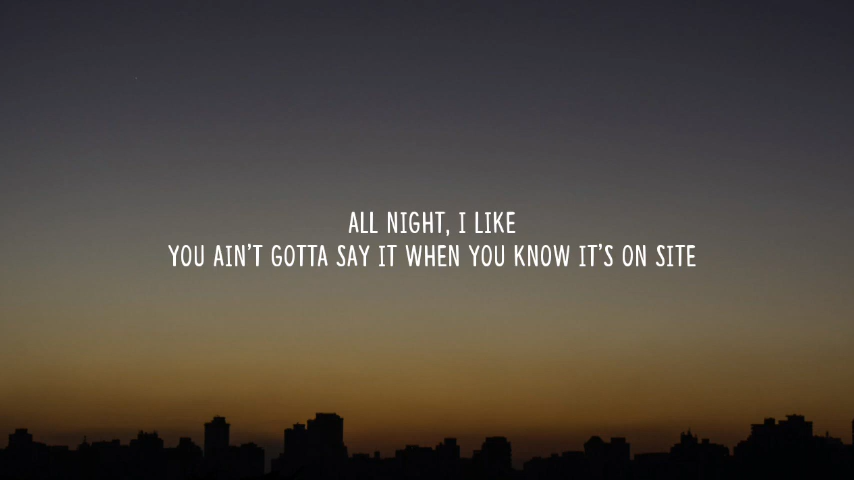 ALL NIGHT, I LIKE
YOU AIN'T GOTTA SAY IT WHEN YOU KNOW IT'S ON SITE